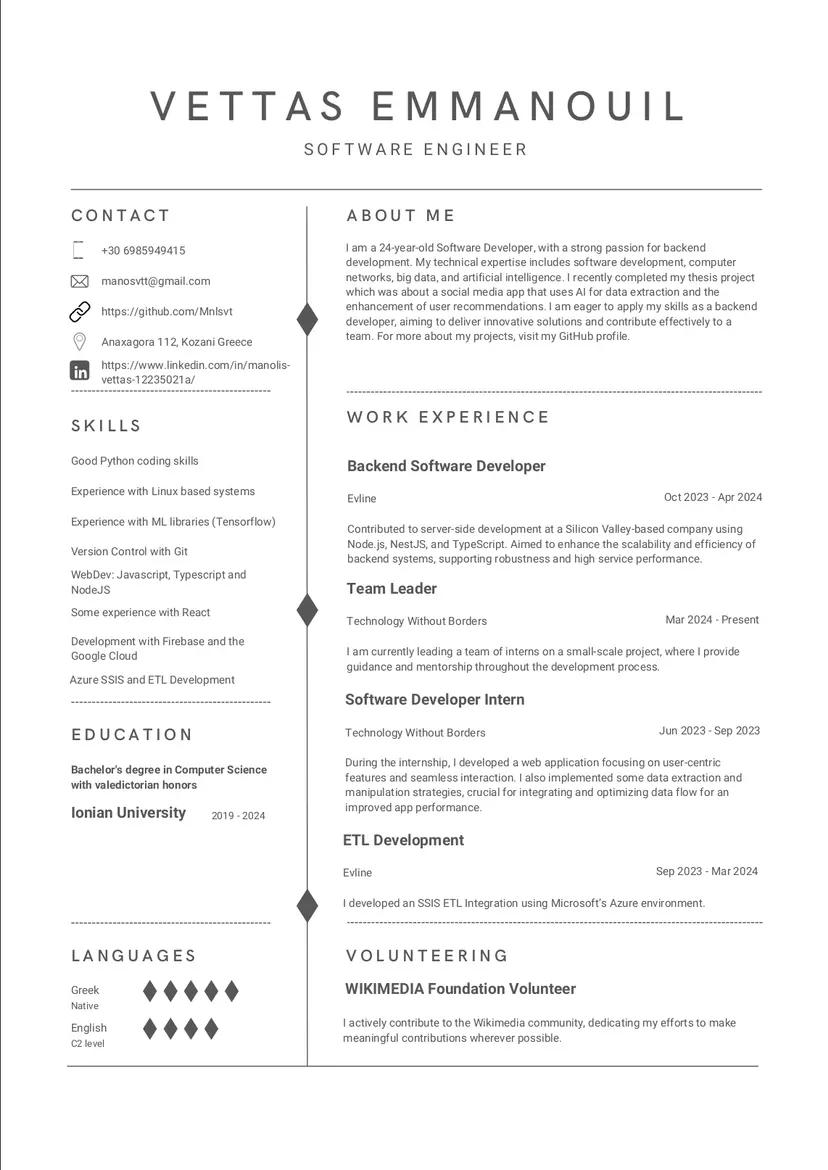 VETTAS EMMANOUIL
SOFTWARE ENGINEER
CONTACT
+30 6985949415
manosvtt@gmail.com
https://github.com/Mnlsvt
Anaxagora 112, Kozani Greece
https://www.linkedin.com/in/manolis-
vettas-12235021a/
SKILLS
Good Python coding skills
Experience with Linux based systems
Experience with ML libraries (Tensorflow)
Version Control with Git
WebDev: Javascript, Typescript and
NodeJS
Some experience with React
Development with Firebase and the
Google Cloud
Azure SSIS and ETL Development
EDUCATION
Bachelor's degree in Computer Science
with valedictorian honors
Ionian University 2019 - 2024
LANGUAGES
Greek
Native
English
C2 level
ABOUT ME
I am a 24-year-old Software Developer, with a strong passion for backend
development. My technical expertise includes software development, computer
networks, big data, and artificial intelligence. I recently completed my thesis project
which was about a social media app that uses AI for data extraction and the
enhancement of user recommendations. I am eager to apply my skills as a backend
developer, aiming to deliver innovative solutions and contribute effectively to a
team. For more about my projects, visit my GitHub profile.
WORK EXPERIENCE
Backend Software Developer
Evline Oct 2023 - Apr 2024
Contributed to server-side development at a Silicon Valley-based company using
Node.js, NestJS, and TypeScript. Aimed to enhance the scalability and efficiency of
backend systems, supporting robustness and high service performance.
Team Leader
Technology Without Borders Mar 2024 - Present
I am currently leading a team of interns on a small-scale project, where I provide
guidance and mentorship throughout the development process.
Software Developer Intern
Technology Without Borders Jun 2023 - Sep 2023
During the internship, I developed a web application focusing on user-centric
features and seamless interaction. I also implemented some data extraction and
manipulation strategies, crucial for integrating and optimizing data flow for an
improved app performance.
ETL Development
Evline Sep 2023 - Mar 2024
I developed an SSIS ETL Integration using Microsoft's Azure environment.
VOLUNTEERING
WIKIMEDIA Foundation Volunteer
I actively contribute to the Wikimedia community, dedicating my efforts to make
meaningful contributions wherever possible.